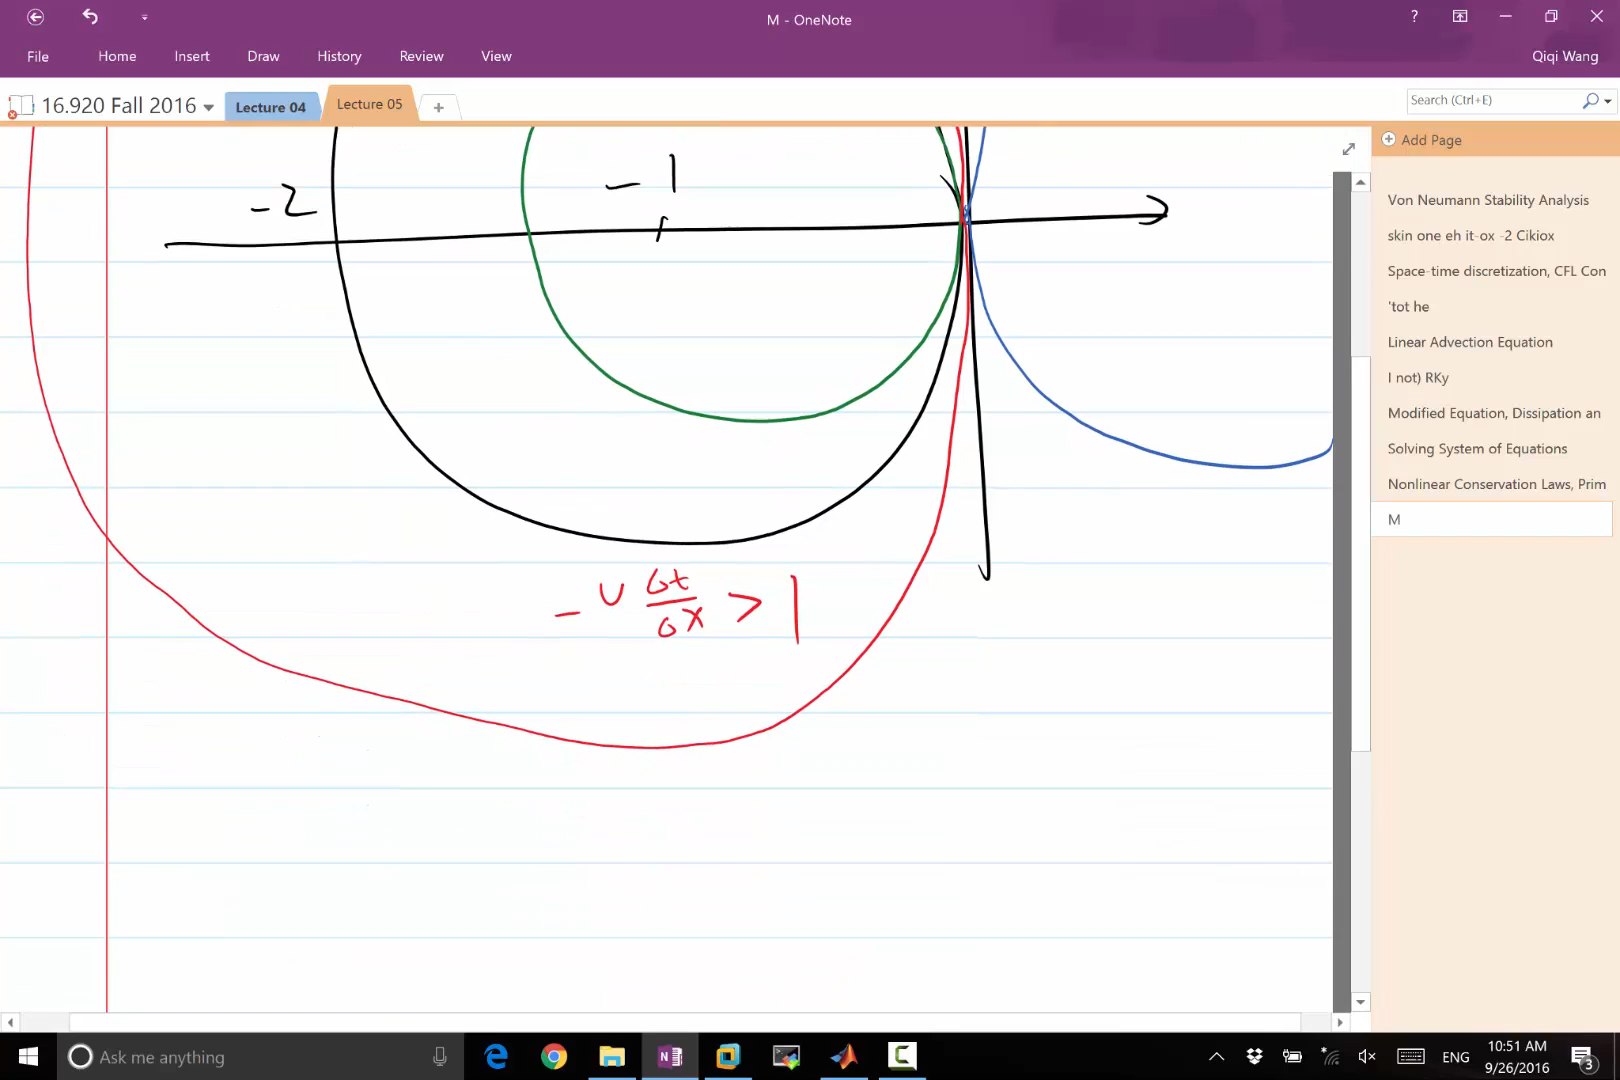 M - OneNote
?
File Home Insert Draw History Review View
Qiqi Wang
16.920 Fall 2016
Lecture 04
Lecture 05
Search (Ctrl+E)
Add Page
Von Neumann Stability Analysis
skin one eh it-ox -2 Cikiox
Space-time discretization, CFL Con
'tot he
Linear Advection Equation
I not) RKy
Modified Equation, Dissipation an
Solving System of Equations
Nonlinear Conservation Laws, Prim
M
-2
-1
- U Δt/Δx > 1
Ask me anything
ENG
10:51 AM
9/26/2016
3